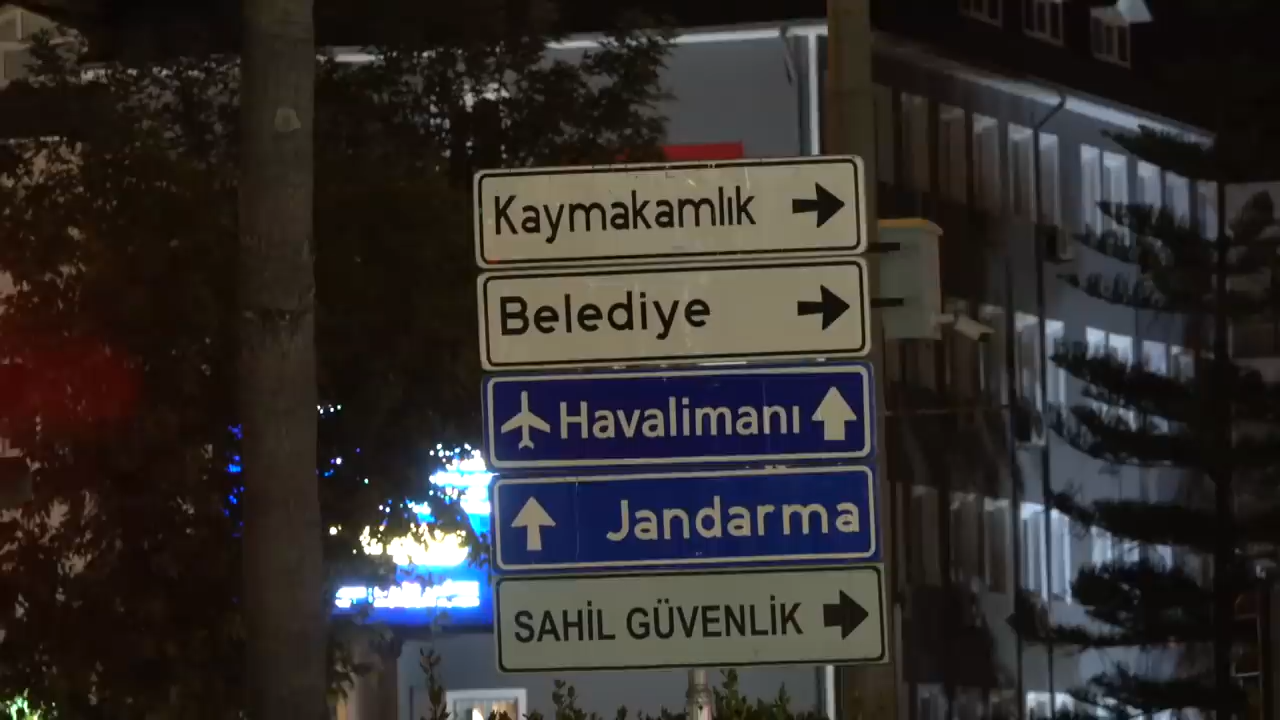 Kaymakamlık
Belediye
Havalimanı
Jandarma
SAHİL GÜVENLİK